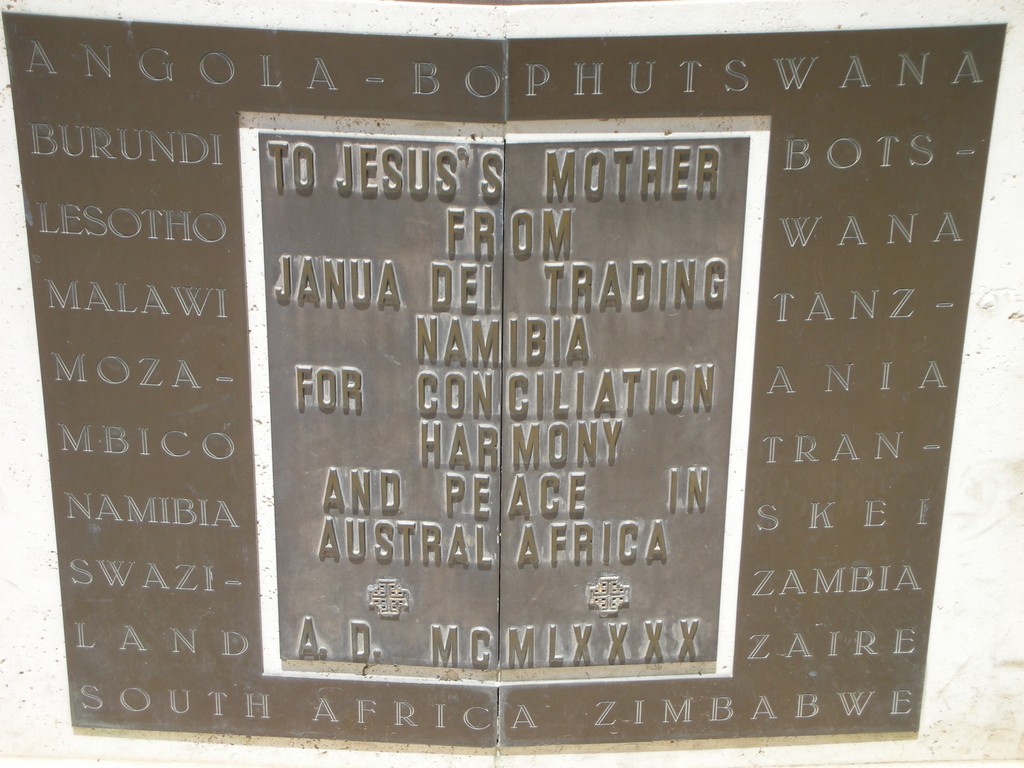 ANGOLA - BOPHUTSWANA
BURUNDI
LESOTHO
MALAWI
MOZA -
MBICO
NAMIBIA
SWAZI -
LAND
TO JESUS'S MOTHER
FROM
JANUA DEI TRADING
NAMIBIA
FOR CONCILIATION
HARMONY
AND PEACE IN
AUSTRAL AFRICA
A. D. MCMLXXXX
BOTS -
WANA
TANZ -
ANIA
TRAN -
SKEI
ZAMBIA
ZAIRE
SOUTH AFRICA ZIMBABWE